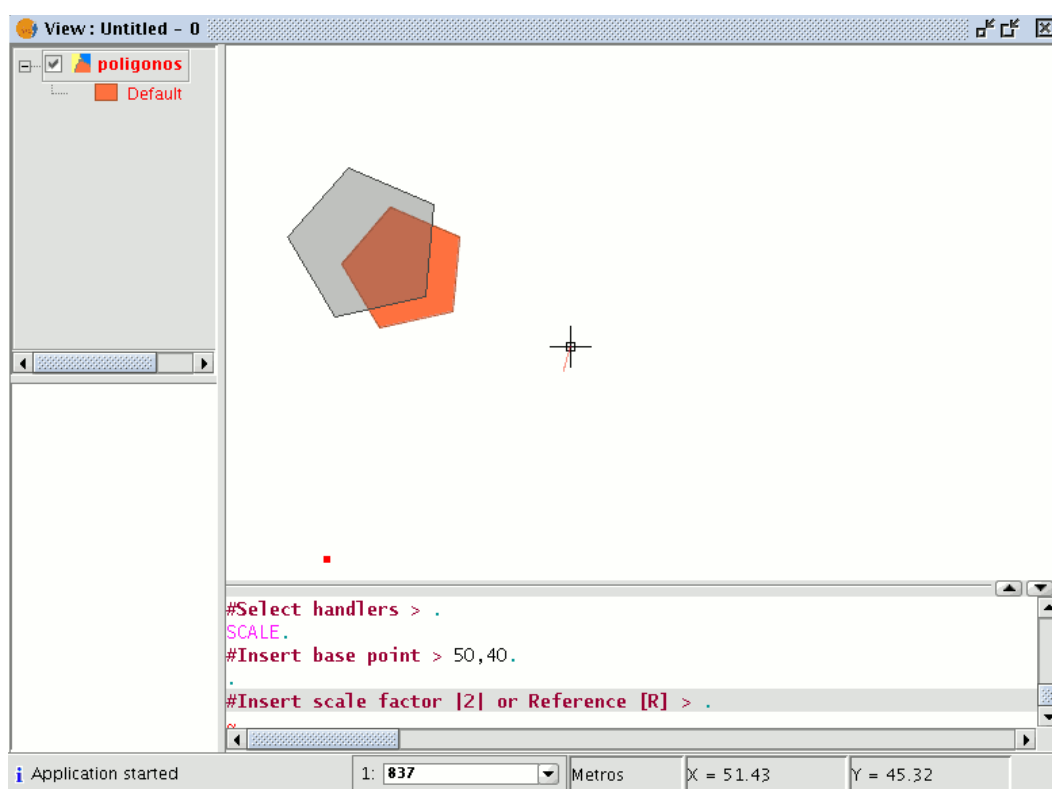 View : Untitled - 0
poligonos
Default
#Select handlers > .
SCALE.
#Insert base point > 50,40.
.
#Insert scale factor |2| or Reference [R] > .
i Application started
1: 837
Metros
X = 51.43
Y = 45.32